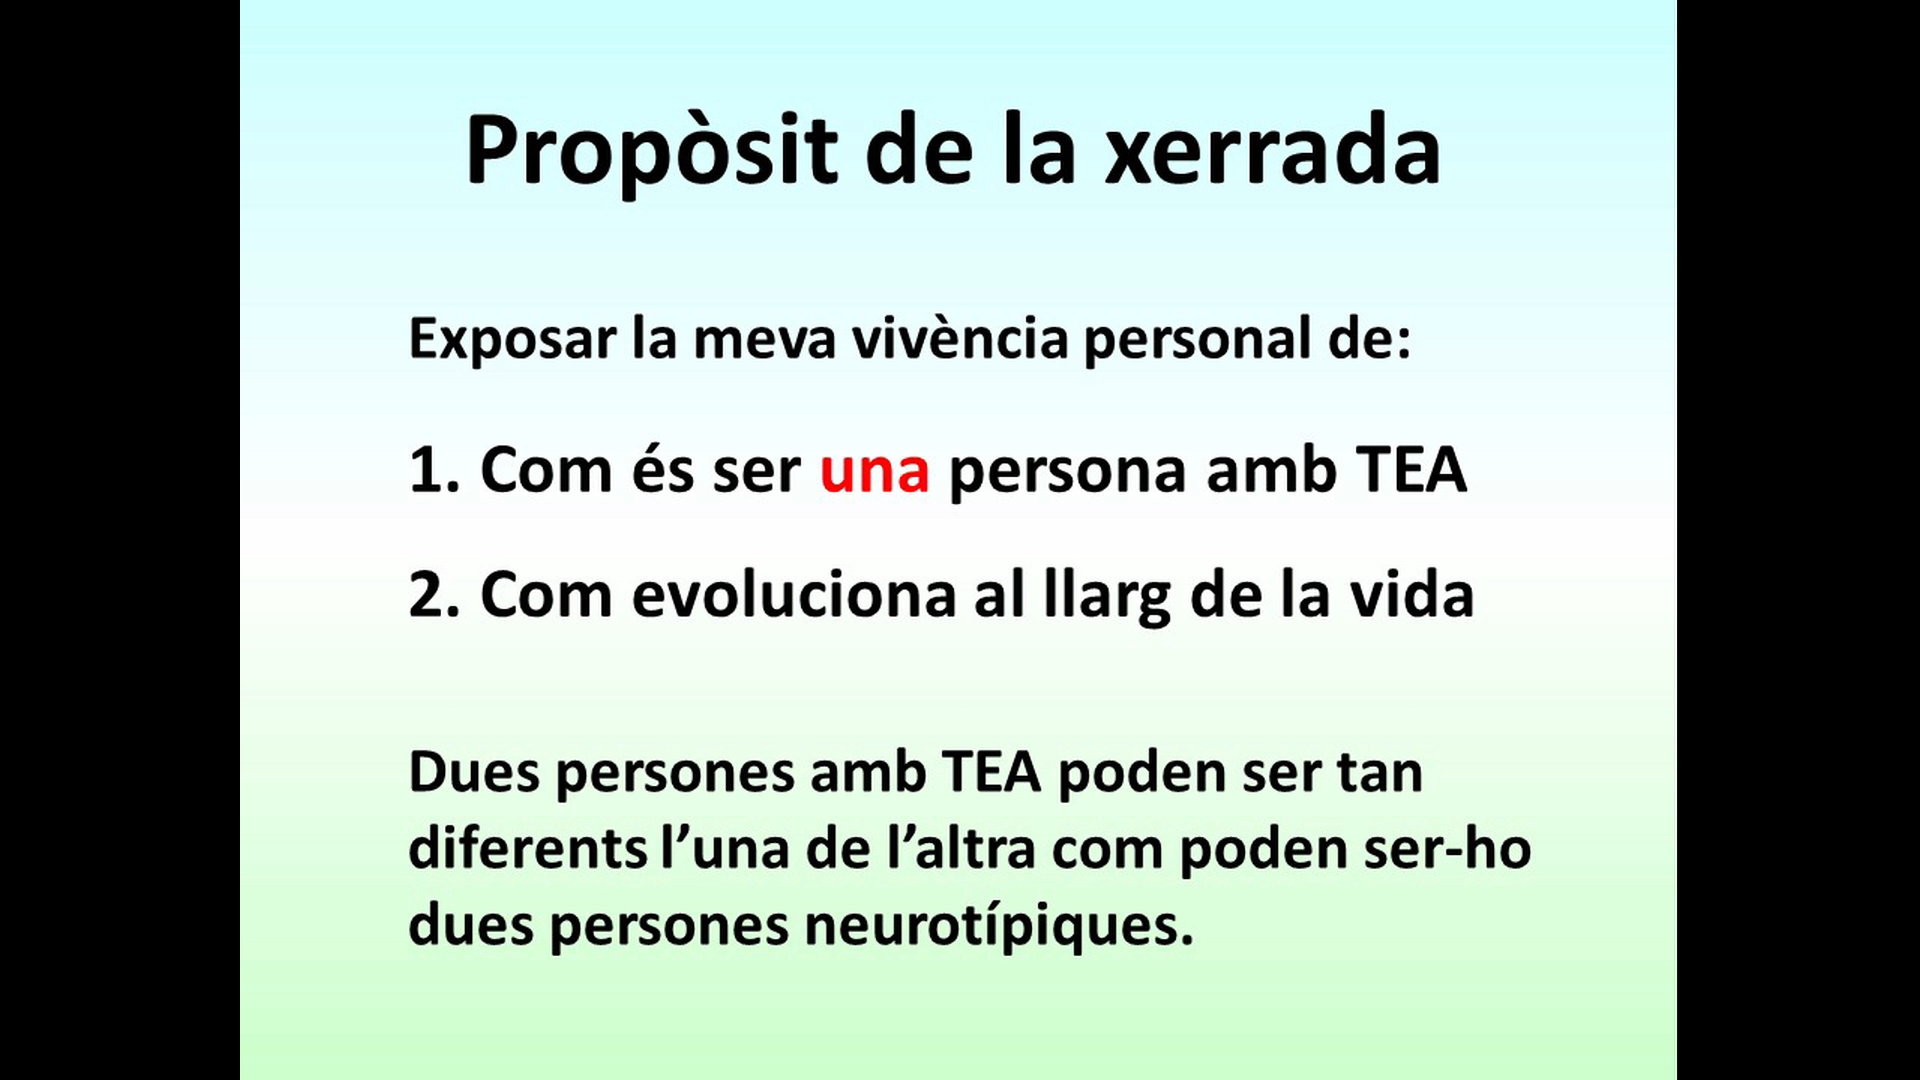 Propòsit de la xerrada
Exposar la meva vivència personal de:
1. Com és ser una persona amb TEA
2. Com evoluciona al llarg de la vida
Dues persones amb TEA poden ser tan
diferents l’una de l’altra com poden ser-ho
dues persones neurotípiques.